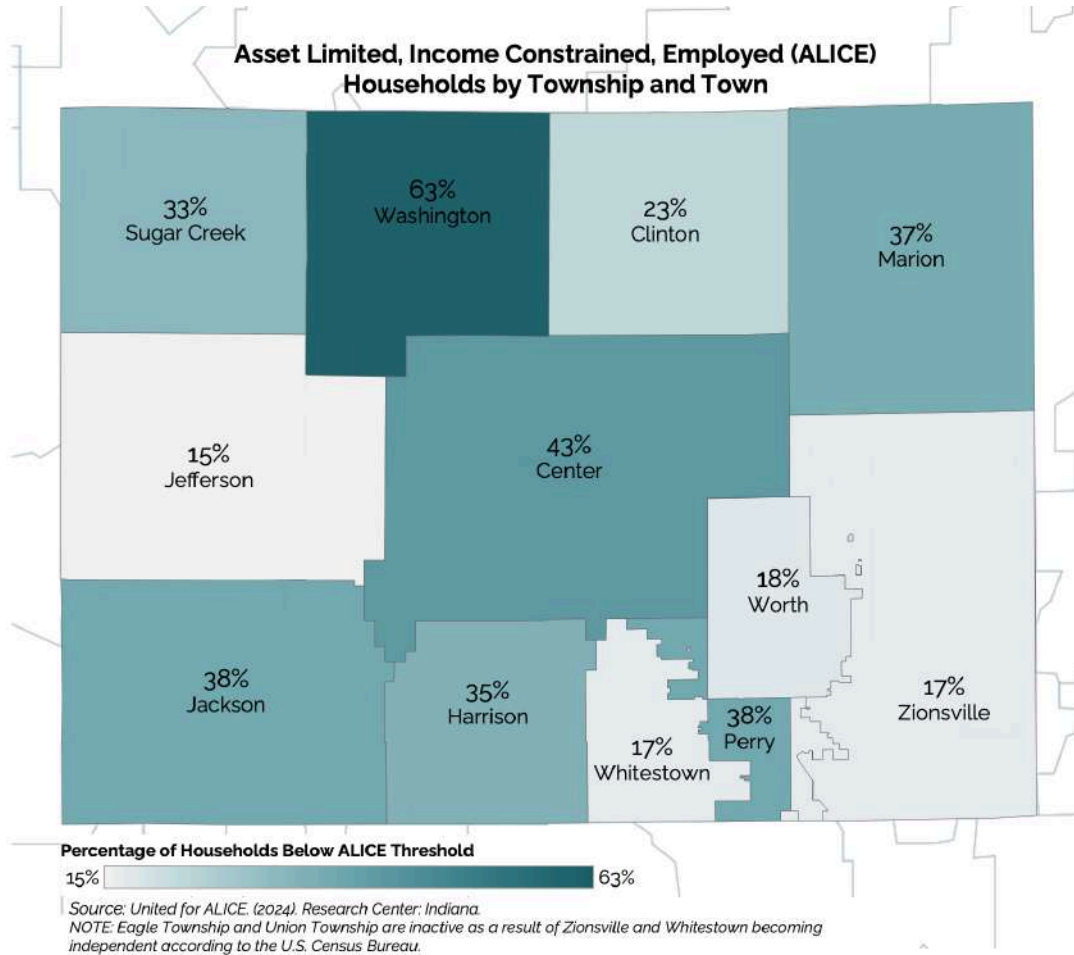 Asset Limited, Income Constrained, Employed (ALICE)
Households by Township and Town
33%
Sugar Creek
63%
Washington
23%
Clinton
37%
Marion
15%
Jefferson
43%
Center
18%
Worth
17%
Zionsville
38%
Jackson
35%
Harrison
17%
Whitestown
38%
Perry
Percentage of Households Below ALICE Threshold
15% 63%
Source: United for ALICE. (2024). Research Center: Indiana.
NOTE: Eagle Township and Union Township are inactive as a result of Zionsville and Whitestown becoming
independent according to the U.S. Census Bureau.